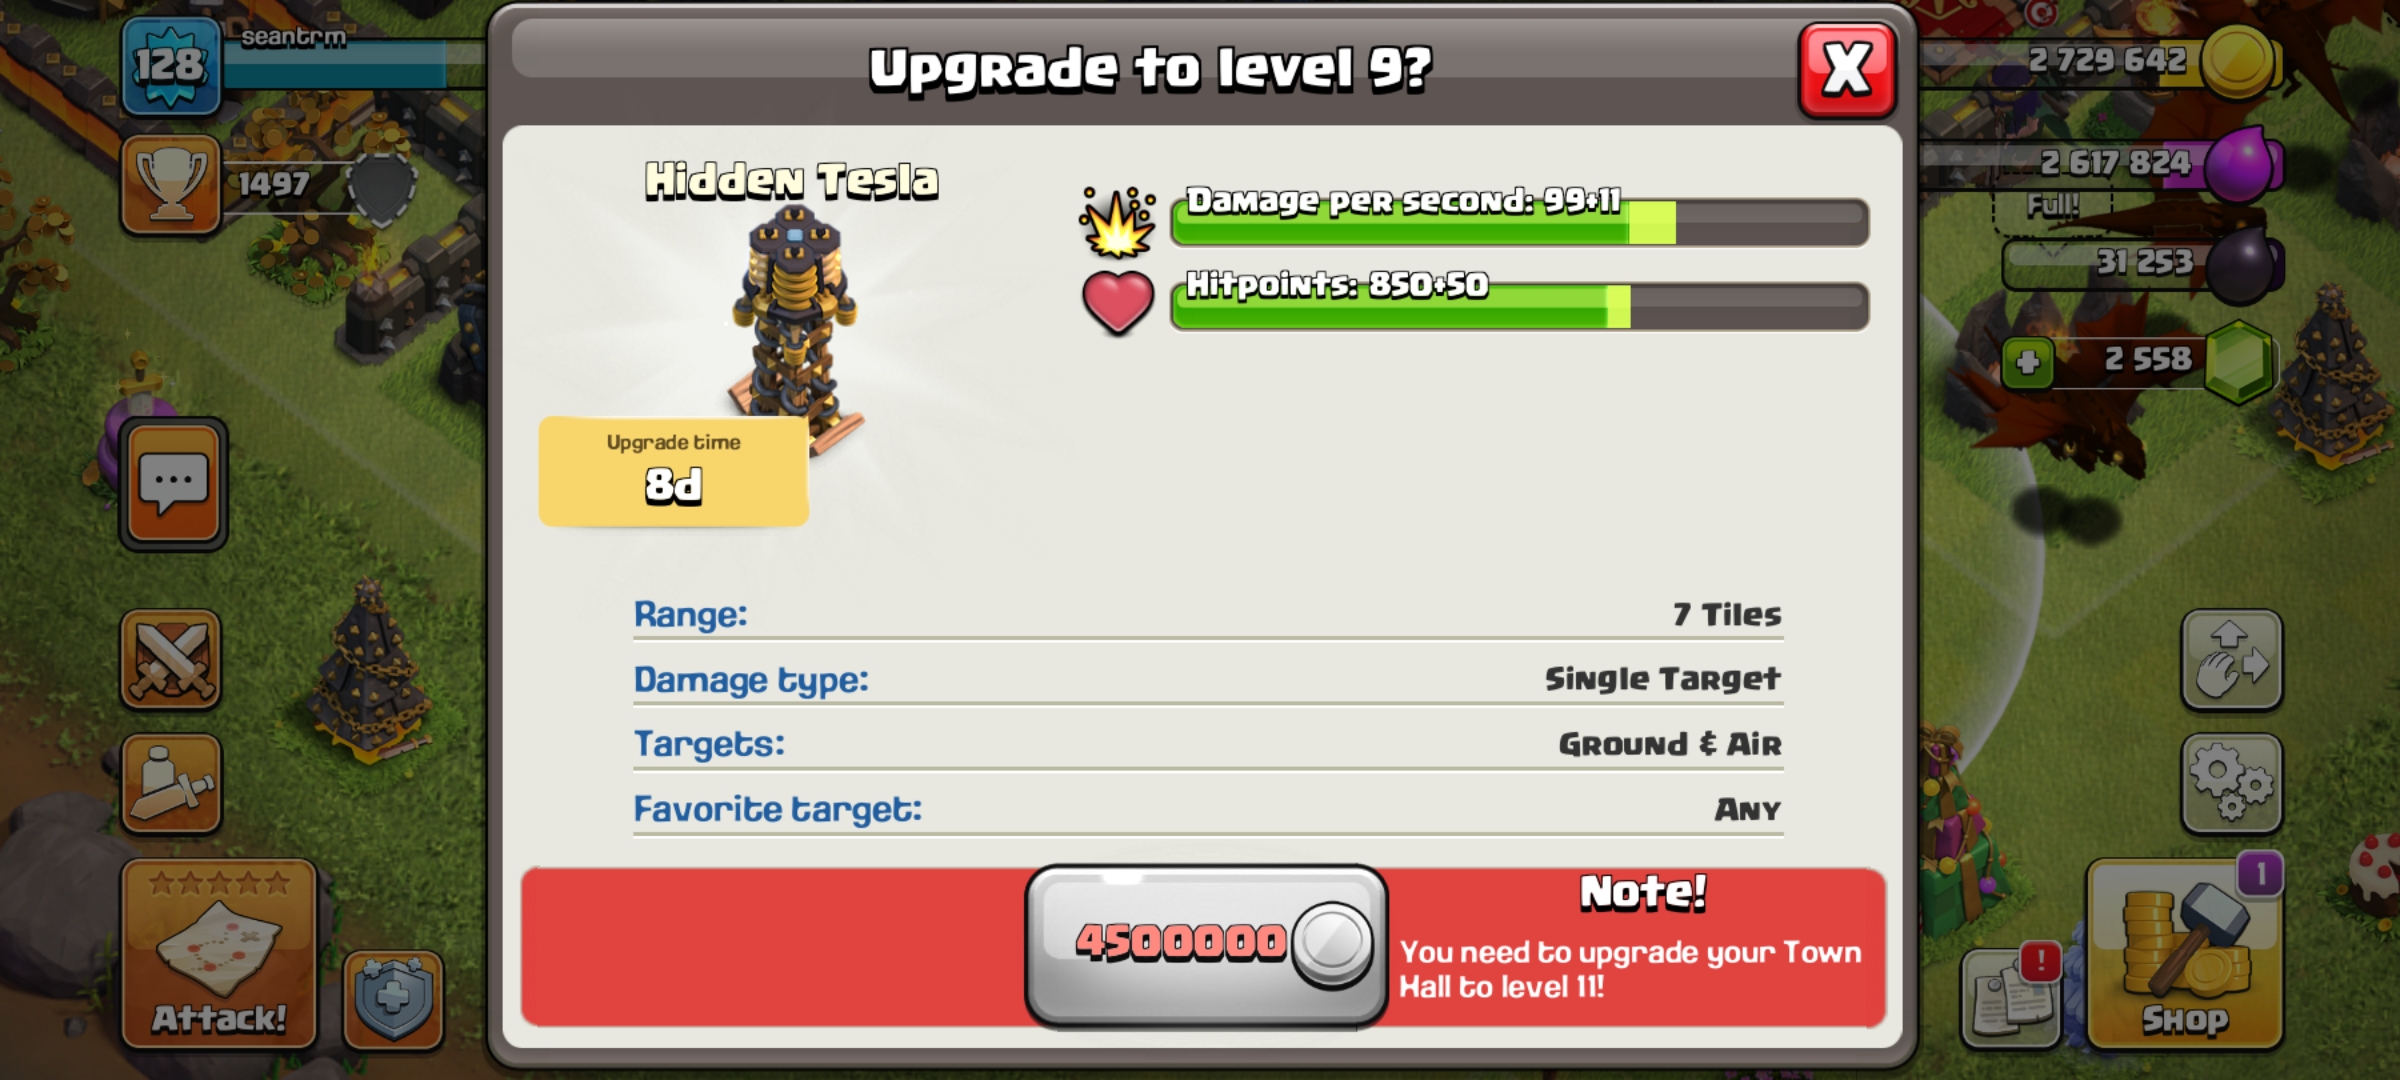 Upgrade to level 9?
128
seantrm
1497
2 729 642
2 617 824
Full!
31 253
2 558
Hidden Tesla
Damage per second: 99+11
Hitpoints: 850+50
Upgrade time
8d
Range: 7 Tiles
Damage type: Single Target
Targets: Ground & Air
Favorite target: Any
4500000
Note!
You need to upgrade your Town
Hall to level 11!
Attack!
!
1
Shop